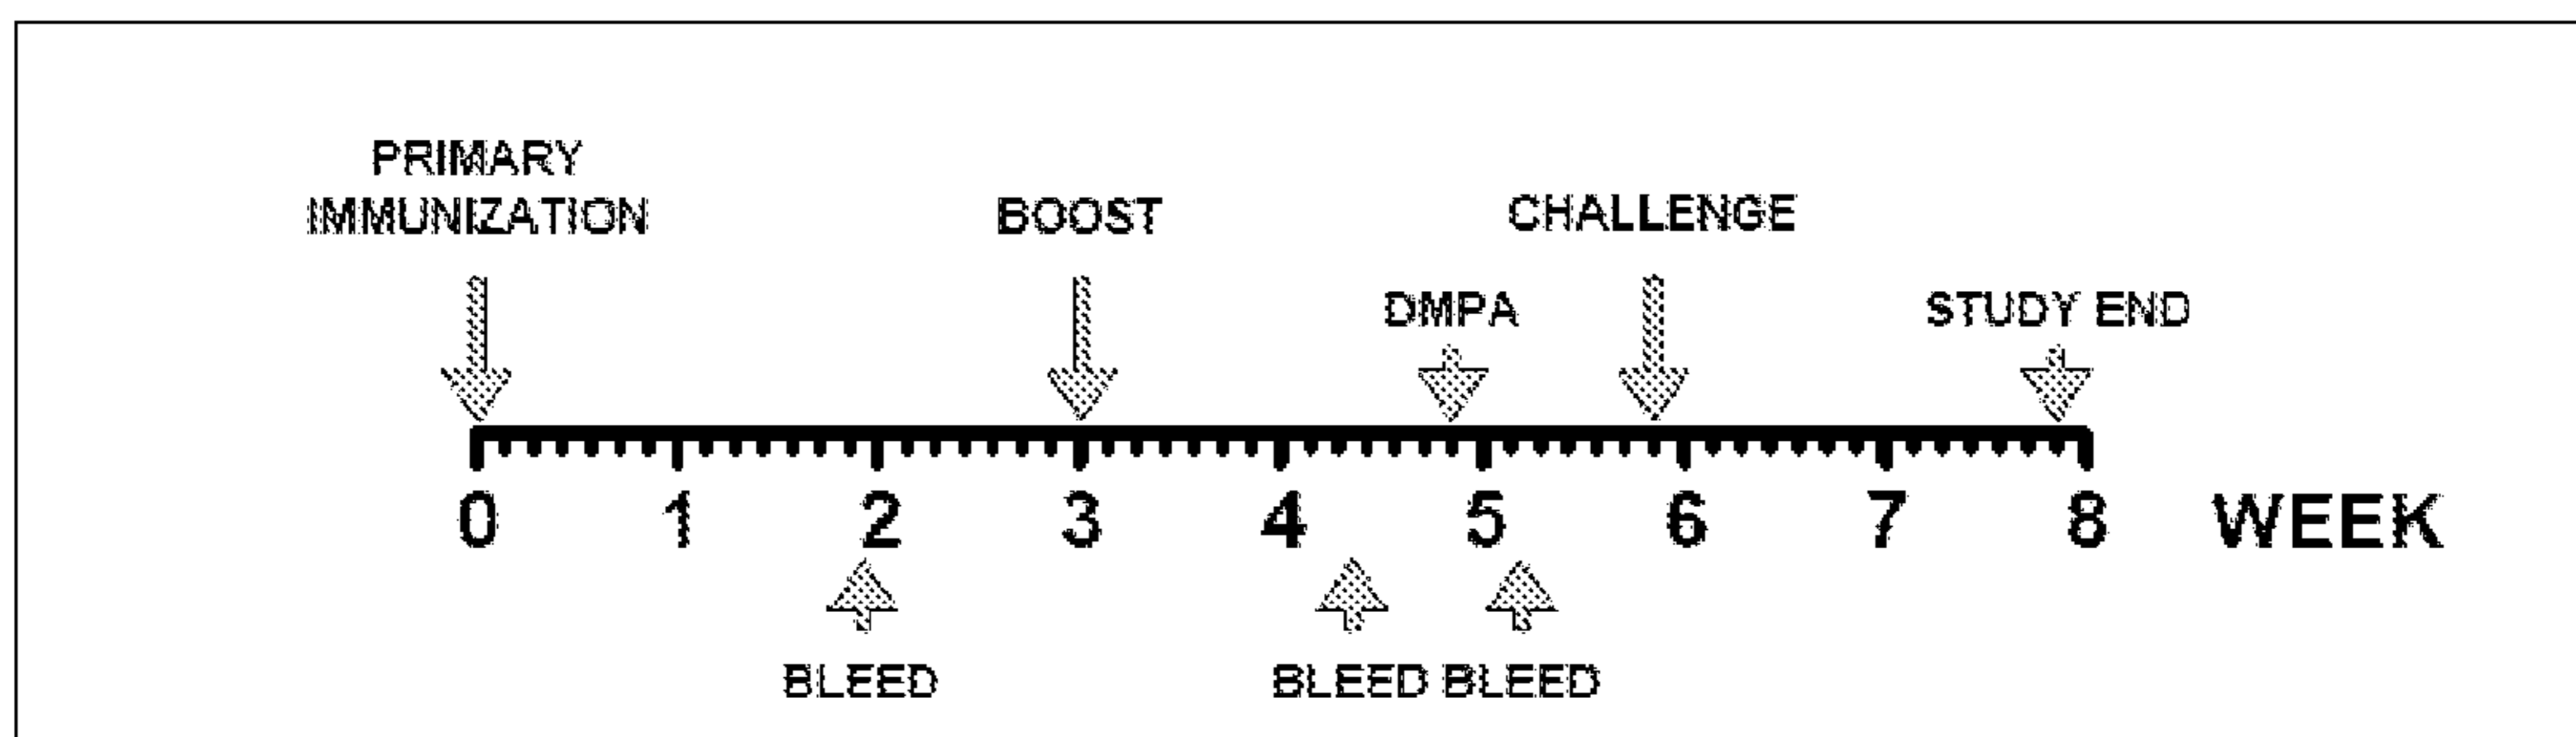 PRIMARY
IMMUNIZATION
BOOST
CHALLENGE
DMPA
STUDY END
0 1 2 3 4 5 6 7 8 WEEK
BLEED
BLEED BLEED